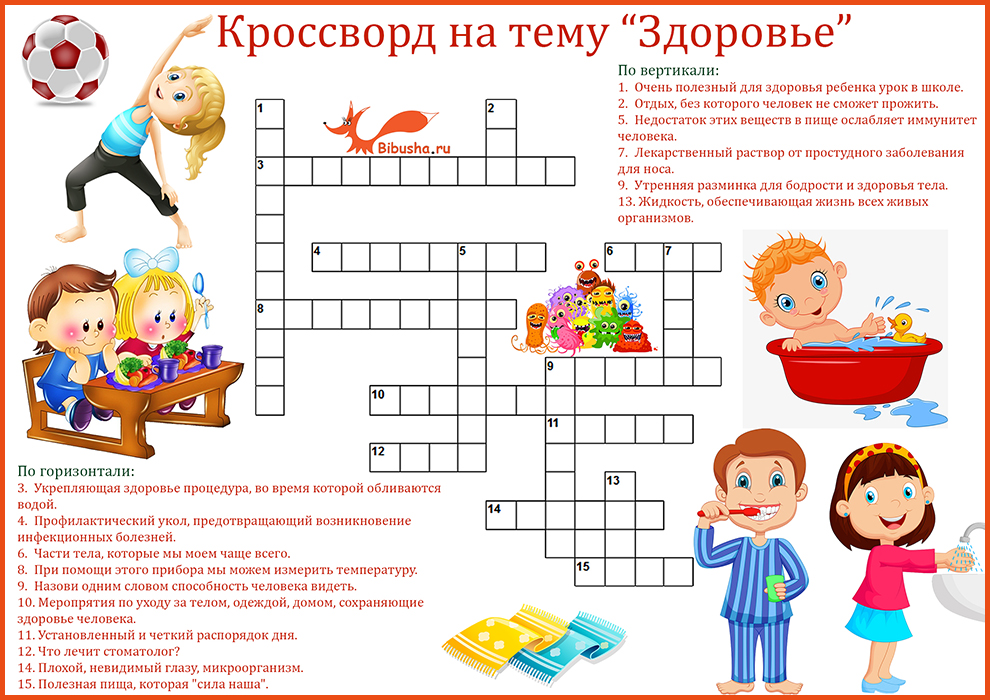 Кроссворд на тему “Здоровье”
По вертикали:
1. Очень полезный для здоровья ребенка урок в школе.
2. Отдых, без которого человек не сможет прожить.
5. Недостаток этих веществ в пище ослабляет иммунитет
человека.
7. Лекарственный раствор от простудного заболевания
для носа.
9. Утренняя разминка для бодрости и здоровья тела.
13. Жидкость, обеспечивающая жизнь всех живых
организмов.
1
2
Bibusha.ru
3
4
5
6
7
8
9
10
11
12
13
14
15
По горизонтали:
3. Укрепляющая здоровье процедура, во время которой обливаются
водой.
4. Профилактический укол, предотвращающий возникновение
инфекционных болезней.
6. Части тела, которые мы моем чаще всего.
8. При помощи этого прибора мы можем измерить температуру.
9. Назови одним словом способность человека видеть.
10. Меропрятия по уходу за телом, одеждой, домом, сохраняющие
здоровье человека.
11. Установленный и четкий распорядок дня.
12. Что лечит стоматолог?
14. Плохой, невидимый глазу, микроорганизм.
15. Полезная пища, которая "сила наша".